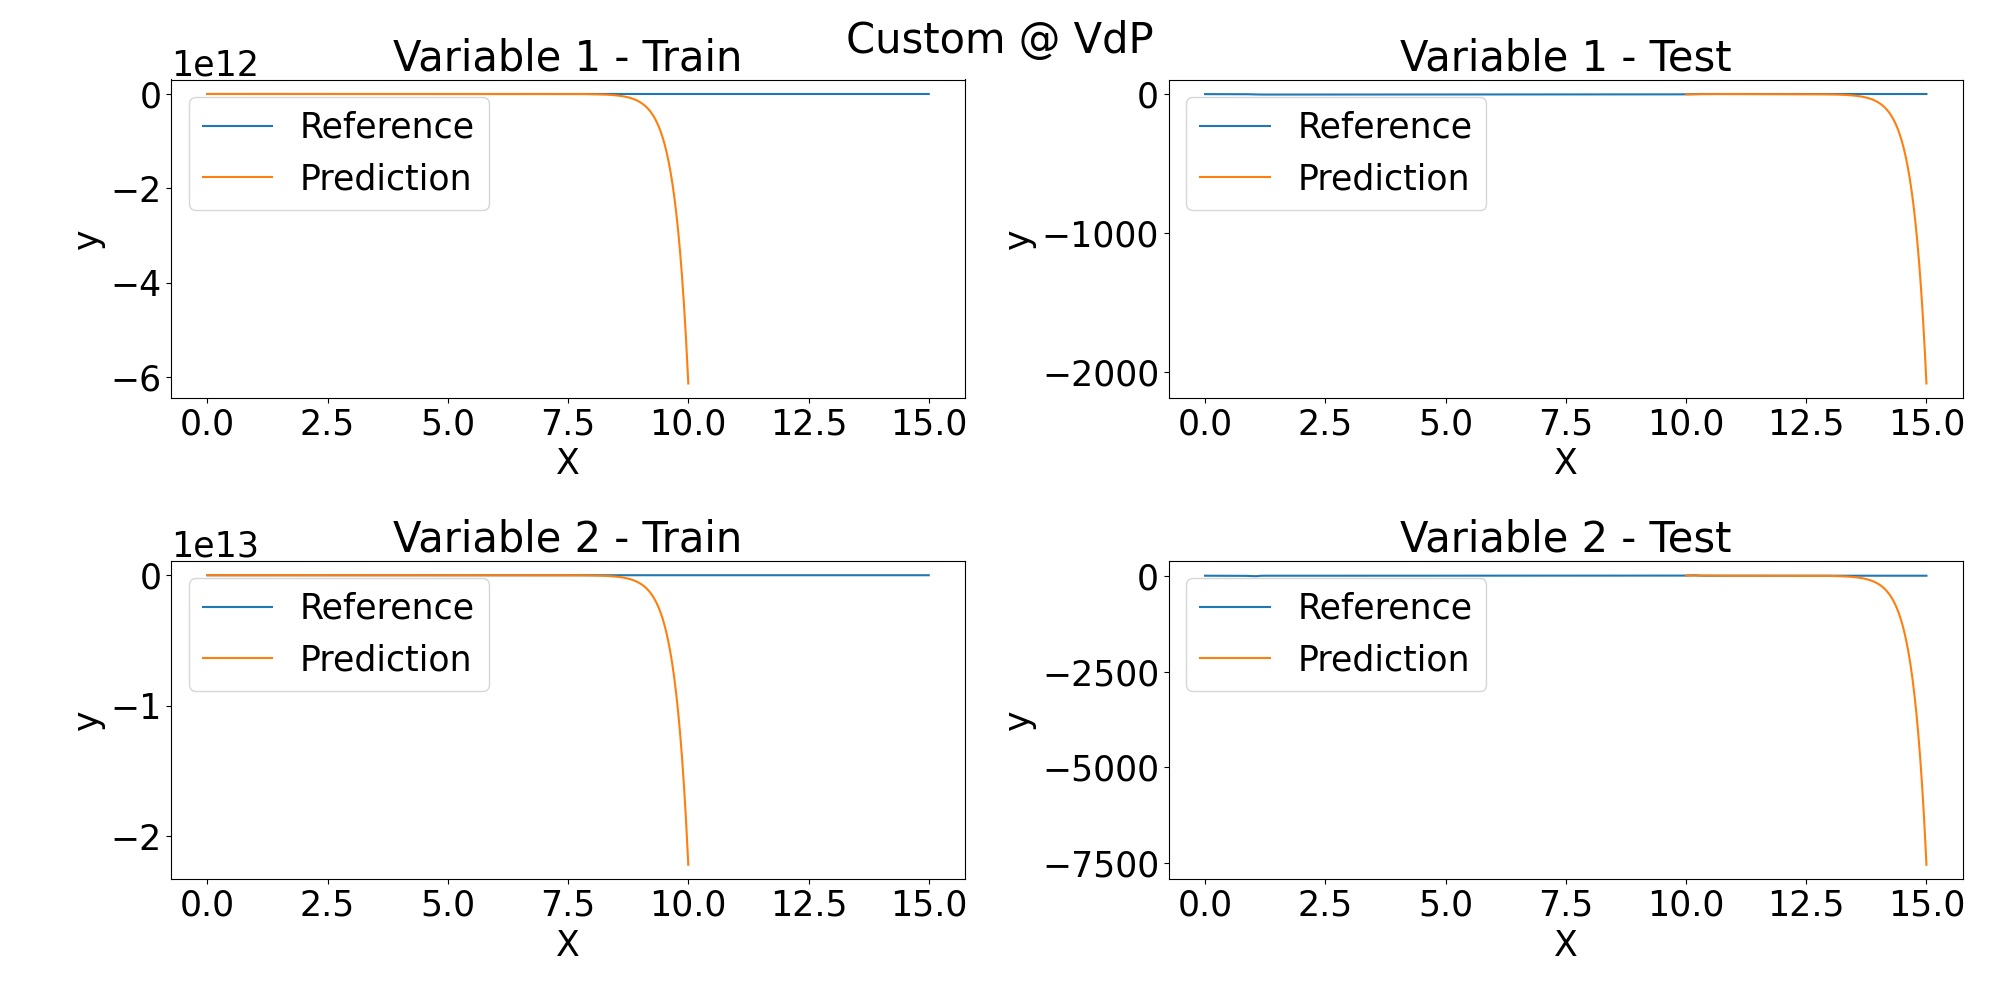 Custom @ VdP
Variable 1 - Train
1e12
0
−2
−4
−6
y
Reference
Prediction
0.0 2.5 5.0 7.5 10.0 12.5 15.0
X
Variable 1 - Test
0
−1000
−2000
y
Reference
Prediction
0.0 2.5 5.0 7.5 10.0 12.5 15.0
X
Variable 2 - Train
1e13
0
−1
−2
y
Reference
Prediction
0.0 2.5 5.0 7.5 10.0 12.5 15.0
X
Variable 2 - Test
0
−2500
−5000
−7500
y
Reference
Prediction
0.0 2.5 5.0 7.5 10.0 12.5 15.0
X